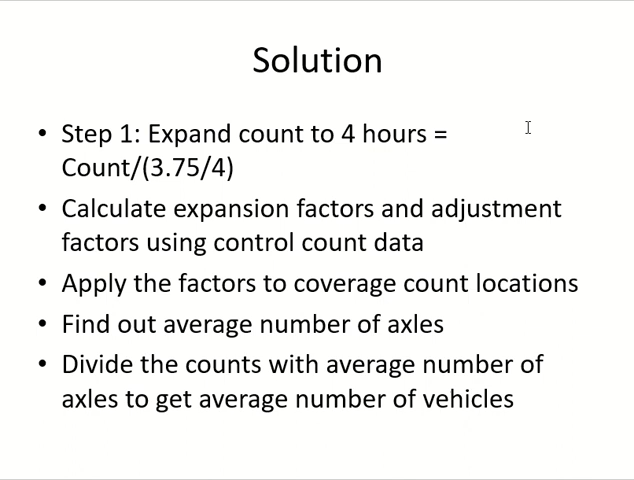 Solution
• Step 1: Expand count to 4 hours =
Count/(3.75/4)
• Calculate expansion factors and adjustment
factors using control count data
• Apply the factors to coverage count locations
• Find out average number of axles
• Divide the counts with average number of
axles to get average number of vehicles